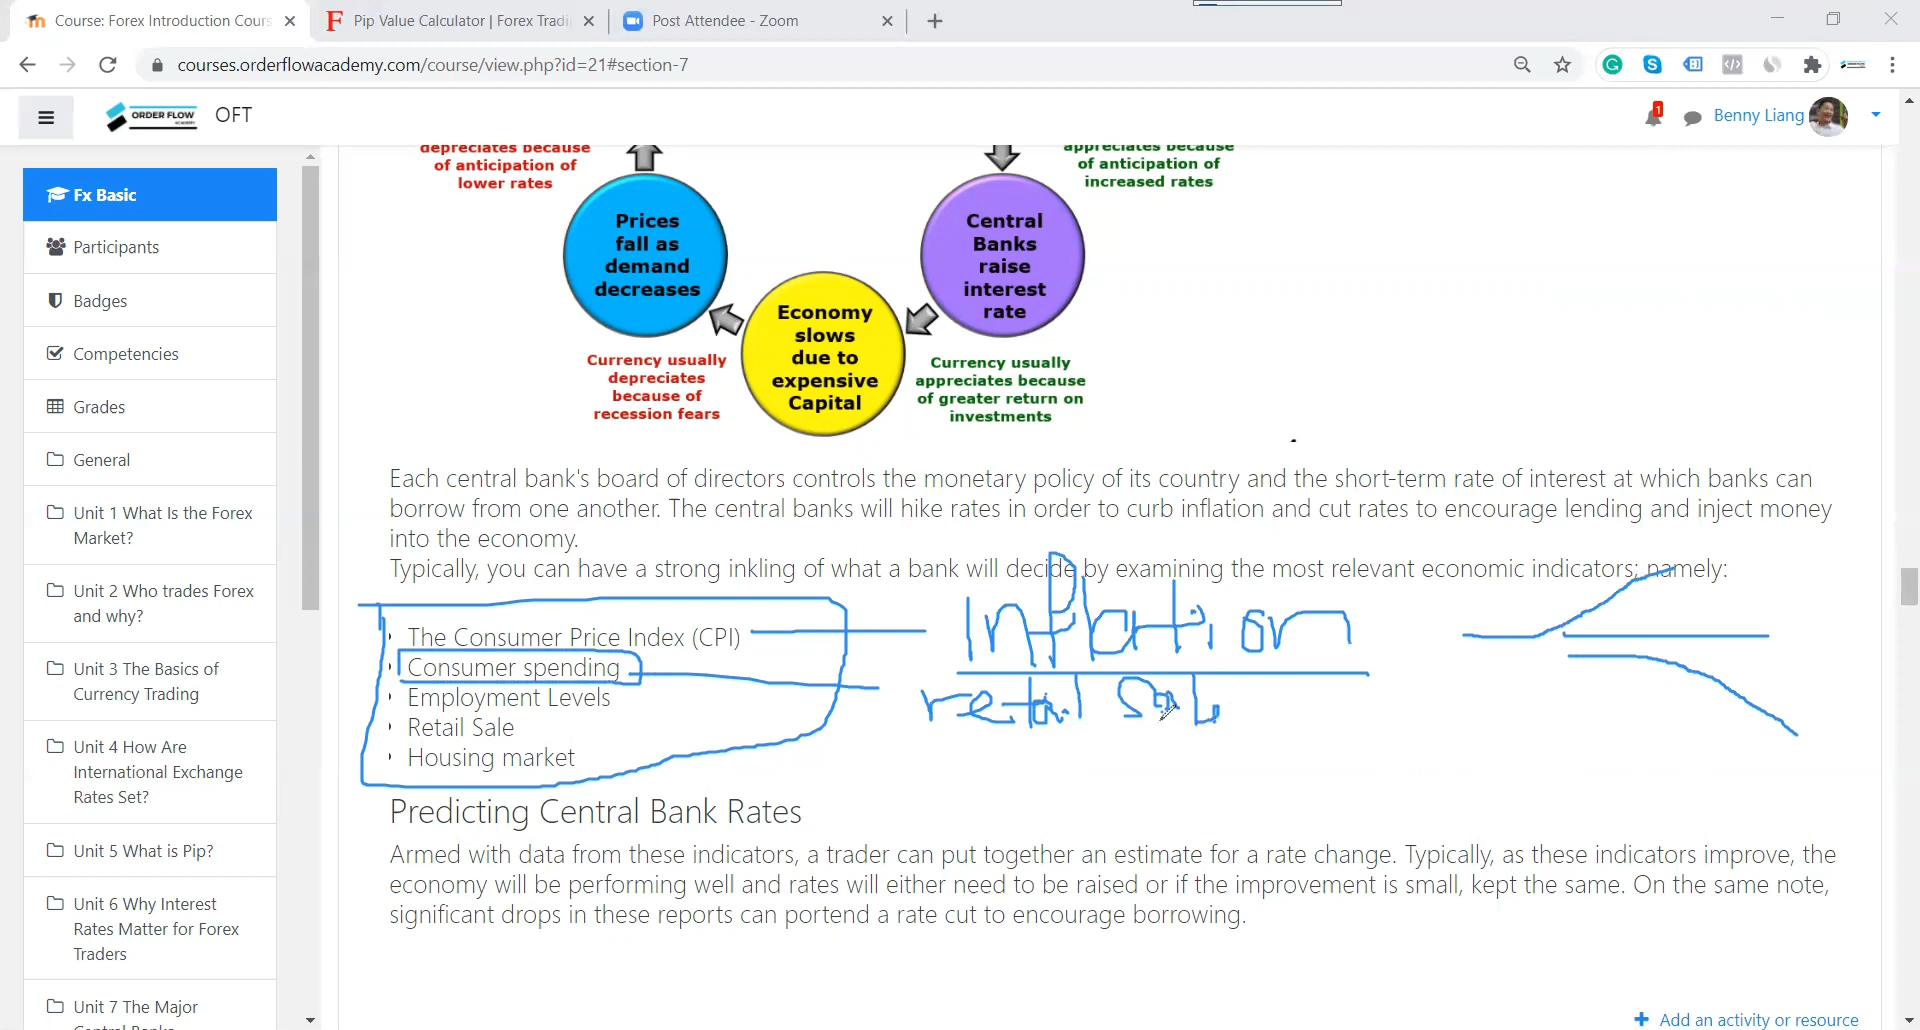 Course: Forex Introduction Cours
Pip Value Calculator | Forex Tradi
Post Attendee - Zoom
courses.orderflowacademy.com/course/view.php?id=21#section-7
ORDER FLOW
ACADEMY
OFT
1
Benny Liang
Fx Basic
Participants
Badges
Competencies
Grades
General
Unit 1 What Is the Forex
Market?
Unit 2 Who trades Forex
and why?
Unit 3 The Basics of
Currency Trading
Unit 4 How Are
International Exchange
Rates Set?
Unit 5 What is Pip?
Unit 6 Why Interest
Rates Matter for Forex
Traders
Unit 7 The Major
Central Banks
depreciates because
of anticipation of
lower rates
appreciates because
of anticipation of
increased rates
Prices
fall as
demand
decreases
Central
Banks
raise
interest
rate
Economy
slows
due to
expensive
Capital
Currency usually
depreciates
because of
recession fears
Currency usually
appreciates because
of greater return on
investments
Each central bank's board of directors controls the monetary policy of its country and the short-term rate of interest at which banks can
borrow from one another. The central banks will hike rates in order to curb inflation and cut rates to encourage lending and inject money
into the economy.
Typically, you can have a strong inkling of what a bank will decide by examining the most relevant economic indicators; namely:
The Consumer Price Index (CPI)
Inflation
Consumer spending
retail Sal
Employment Levels
Retail Sale
Housing market
Predicting Central Bank Rates
Armed with data from these indicators, a trader can put together an estimate for a rate change. Typically, as these indicators improve, the
economy will be performing well and rates will either need to be raised or if the improvement is small, kept the same. On the same note,
significant drops in these reports can portend a rate cut to encourage borrowing.
Add an activity or resource